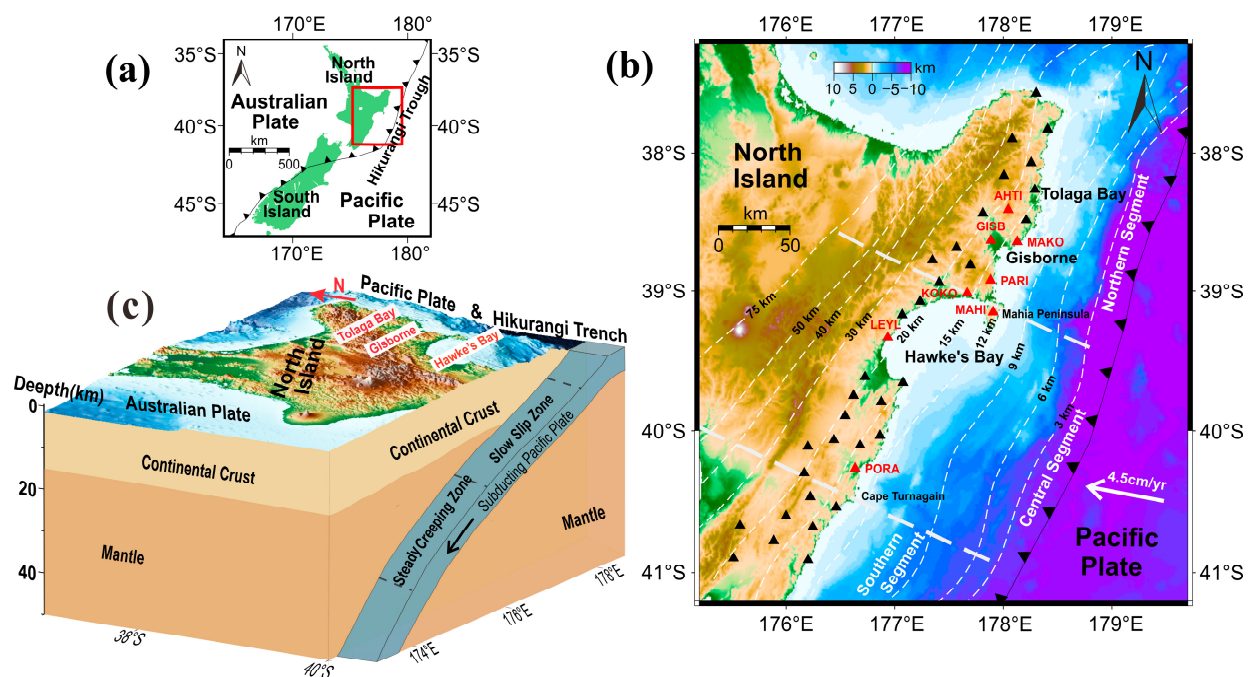 (a)
170°E
180°
35°S
40°S
45°S
N
North
Island
Australian
Plate
km
0
500
Hikurangi Trough
South
Island
Pacific
Plate
35°S
40°S
45°S
170°E
180°
(b)
176°E
177°E
178°E
179°E
km
10
5
0
−5
−10
N
38°S
39°S
40°S
41°S
North
Island
km
0
50
AHTI
Tolaga Bay
GISB
MAKO
Gisborne
PARI
KOKO
MAHI
Mahia Peninsula
LEYL
Hawke's Bay
75 km
50 km
40 km
30 km
20 km
15 km
12 km
9 km
6 km
3 km
Northern Segment
Central Segment
Southern
Segment
PORA
Cape Turnagain
4.5cm/yr
Pacific
Plate
176°E
177°E
178°E
179°E
(c)
N
Pacific Plate & Hikurangi Trench
Tolaga Bay
Gisborne
Hawke's Bay
North
Island
Deepth(km)
0
20
40
Australian Plate
Continental Crust
Continental Crust
Slow Slip Zone
Steady Creeping Zone
Subducting Pacific Plate
Mantle
Mantle
38°S
40°S
174°E
176°E
178°E